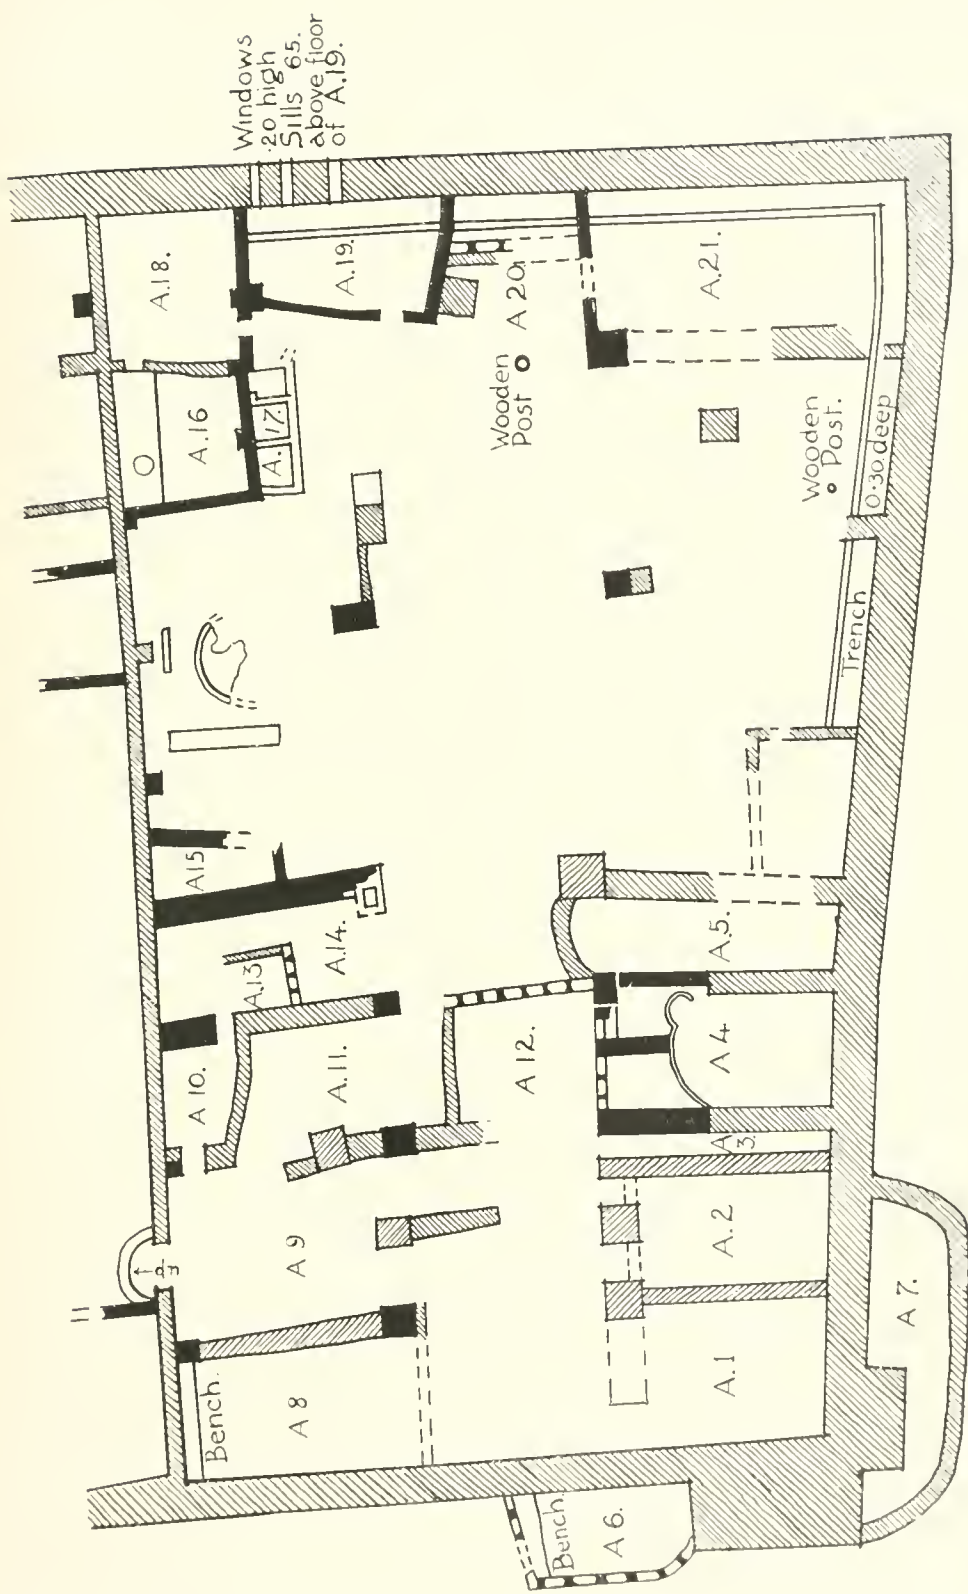 Windows
·20 high
Sills ·65.
above floor
of A.19.
A.18.
A.16
A.17.
A.19.
A 20
Wooden
Post
A.21.
Wooden
Post.
0·30.deep
Trench
A15
A.14.
A.13
A 10.
A.11.
A 12.
A.5.
A 4
A
3.
A.2
A.1
A 9
Bench.
A 8
Bench.
A 6.
A 7.